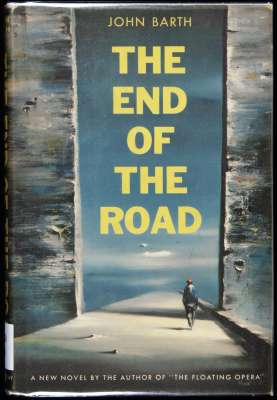 JOHN BARTH
THE
END
OF
THE
ROAD
A NEW NOVEL BY THE AUTHOR OF "THE FLOATING OPERA"